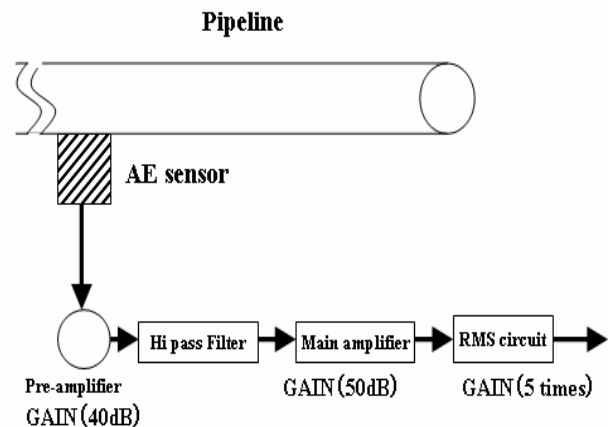 Pipeline
AE sensor
Hi pass Filter
Main amplifier
RMS circuit
Pre-amplifier
GAIN(40dB)
GAIN(50dB)
GAIN(5 times)